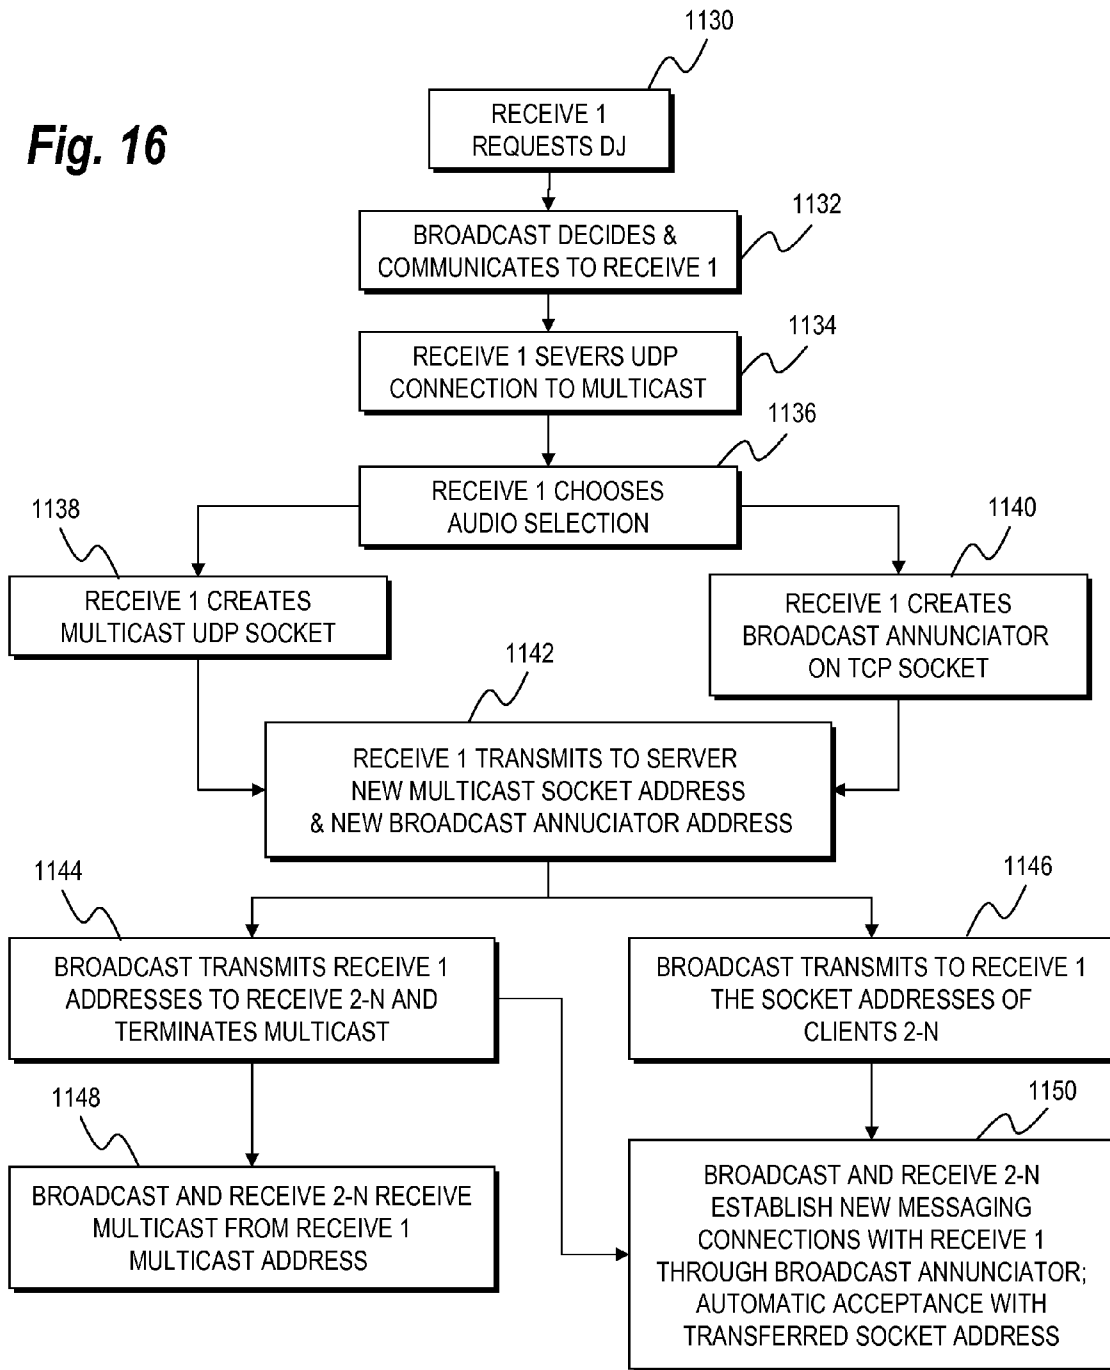 Fig. 16
1130
RECEIVE 1
REQUESTS DJ
1132
BROADCAST DECIDES &
COMMUNICATES TO RECEIVE 1
1134
RECEIVE 1 SEVERS UDP
CONNECTION TO MULTICAST
1136
RECEIVE 1 CHOOSES
AUDIO SELECTION
1138
RECEIVE 1 CREATES
MULTICAST UDP SOCKET
1140
RECEIVE 1 CREATES
BROADCAST ANNUNCIATOR
ON TCP SOCKET
1142
RECEIVE 1 TRANSMITS TO SERVER
NEW MULTICAST SOCKET ADDRESS
& NEW BROADCAST ANNUCIATOR ADDRESS
1144
BROADCAST TRANSMITS RECEIVE 1
ADDRESSES TO RECEIVE 2-N AND
TERMINATES MULTICAST
1146
BROADCAST TRANSMITS TO RECEIVE 1
THE SOCKET ADDRESSES OF
CLIENTS 2-N
1148
BROADCAST AND RECEIVE 2-N RECEIVE
MULTICAST FROM RECEIVE 1
MULTICAST ADDRESS
1150
BROADCAST AND RECEIVE 2-N
ESTABLISH NEW MESSAGING
CONNECTIONS WITH RECEIVE 1
THROUGH BROADCAST ANNUNCIATOR;
AUTOMATIC ACCEPTANCE WITH
TRANSFERRED SOCKET ADDRESS